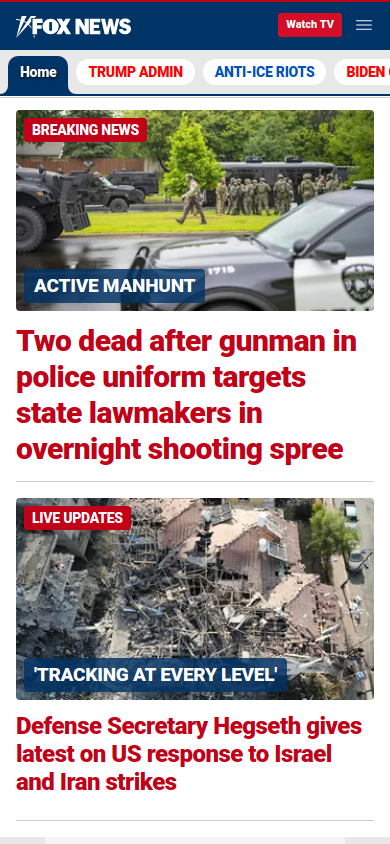 FOX NEWS
Watch TV
Home
TRUMP ADMIN
ANTI-ICE RIOTS
BIDEN
BREAKING NEWS
1715
ACTIVE MANHUNT
Two dead after gunman in
police uniform targets
state lawmakers in
overnight shooting spree
LIVE UPDATES
'TRACKING AT EVERY LEVEL'
Defense Secretary Hegseth gives
latest on US response to Israel
and Iran strikes